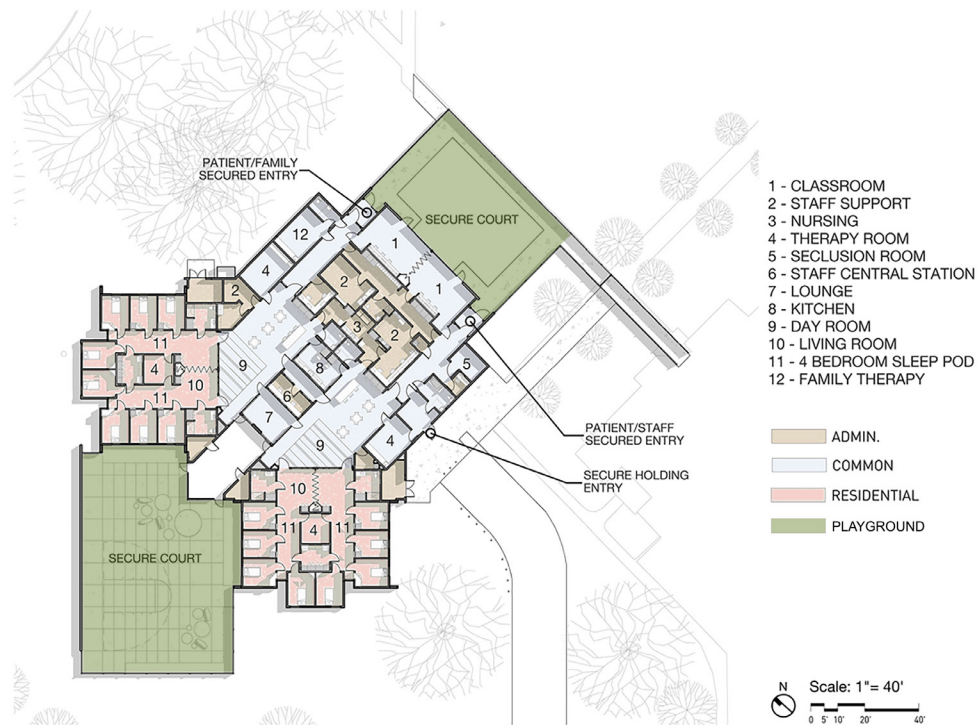 PATIENT/FAMILY
SECURED ENTRY
SECURE COURT
12
1
4
2
1
2
3
2
9
8
5
11
4
10
6
11
7
9
4
PATIENT/STAFF
SECURED ENTRY
SECURE HOLDING
ENTRY
10
11
11
4
SECURE COURT
1 - CLASSROOM
2 - STAFF SUPPORT
3 - NURSING
4 - THERAPY ROOM
5 - SECLUSION ROOM
6 - STAFF CENTRAL STATION
7 - LOUNGE
8 - KITCHEN
9 - DAY ROOM
10 - LIVING ROOM
11 - 4 BEDROOM SLEEP POD
12 - FAMILY THERAPY
ADMIN.
COMMON
RESIDENTIAL
PLAYGROUND
N
Scale: 1"= 40'
0 5' 10' 20' 40'